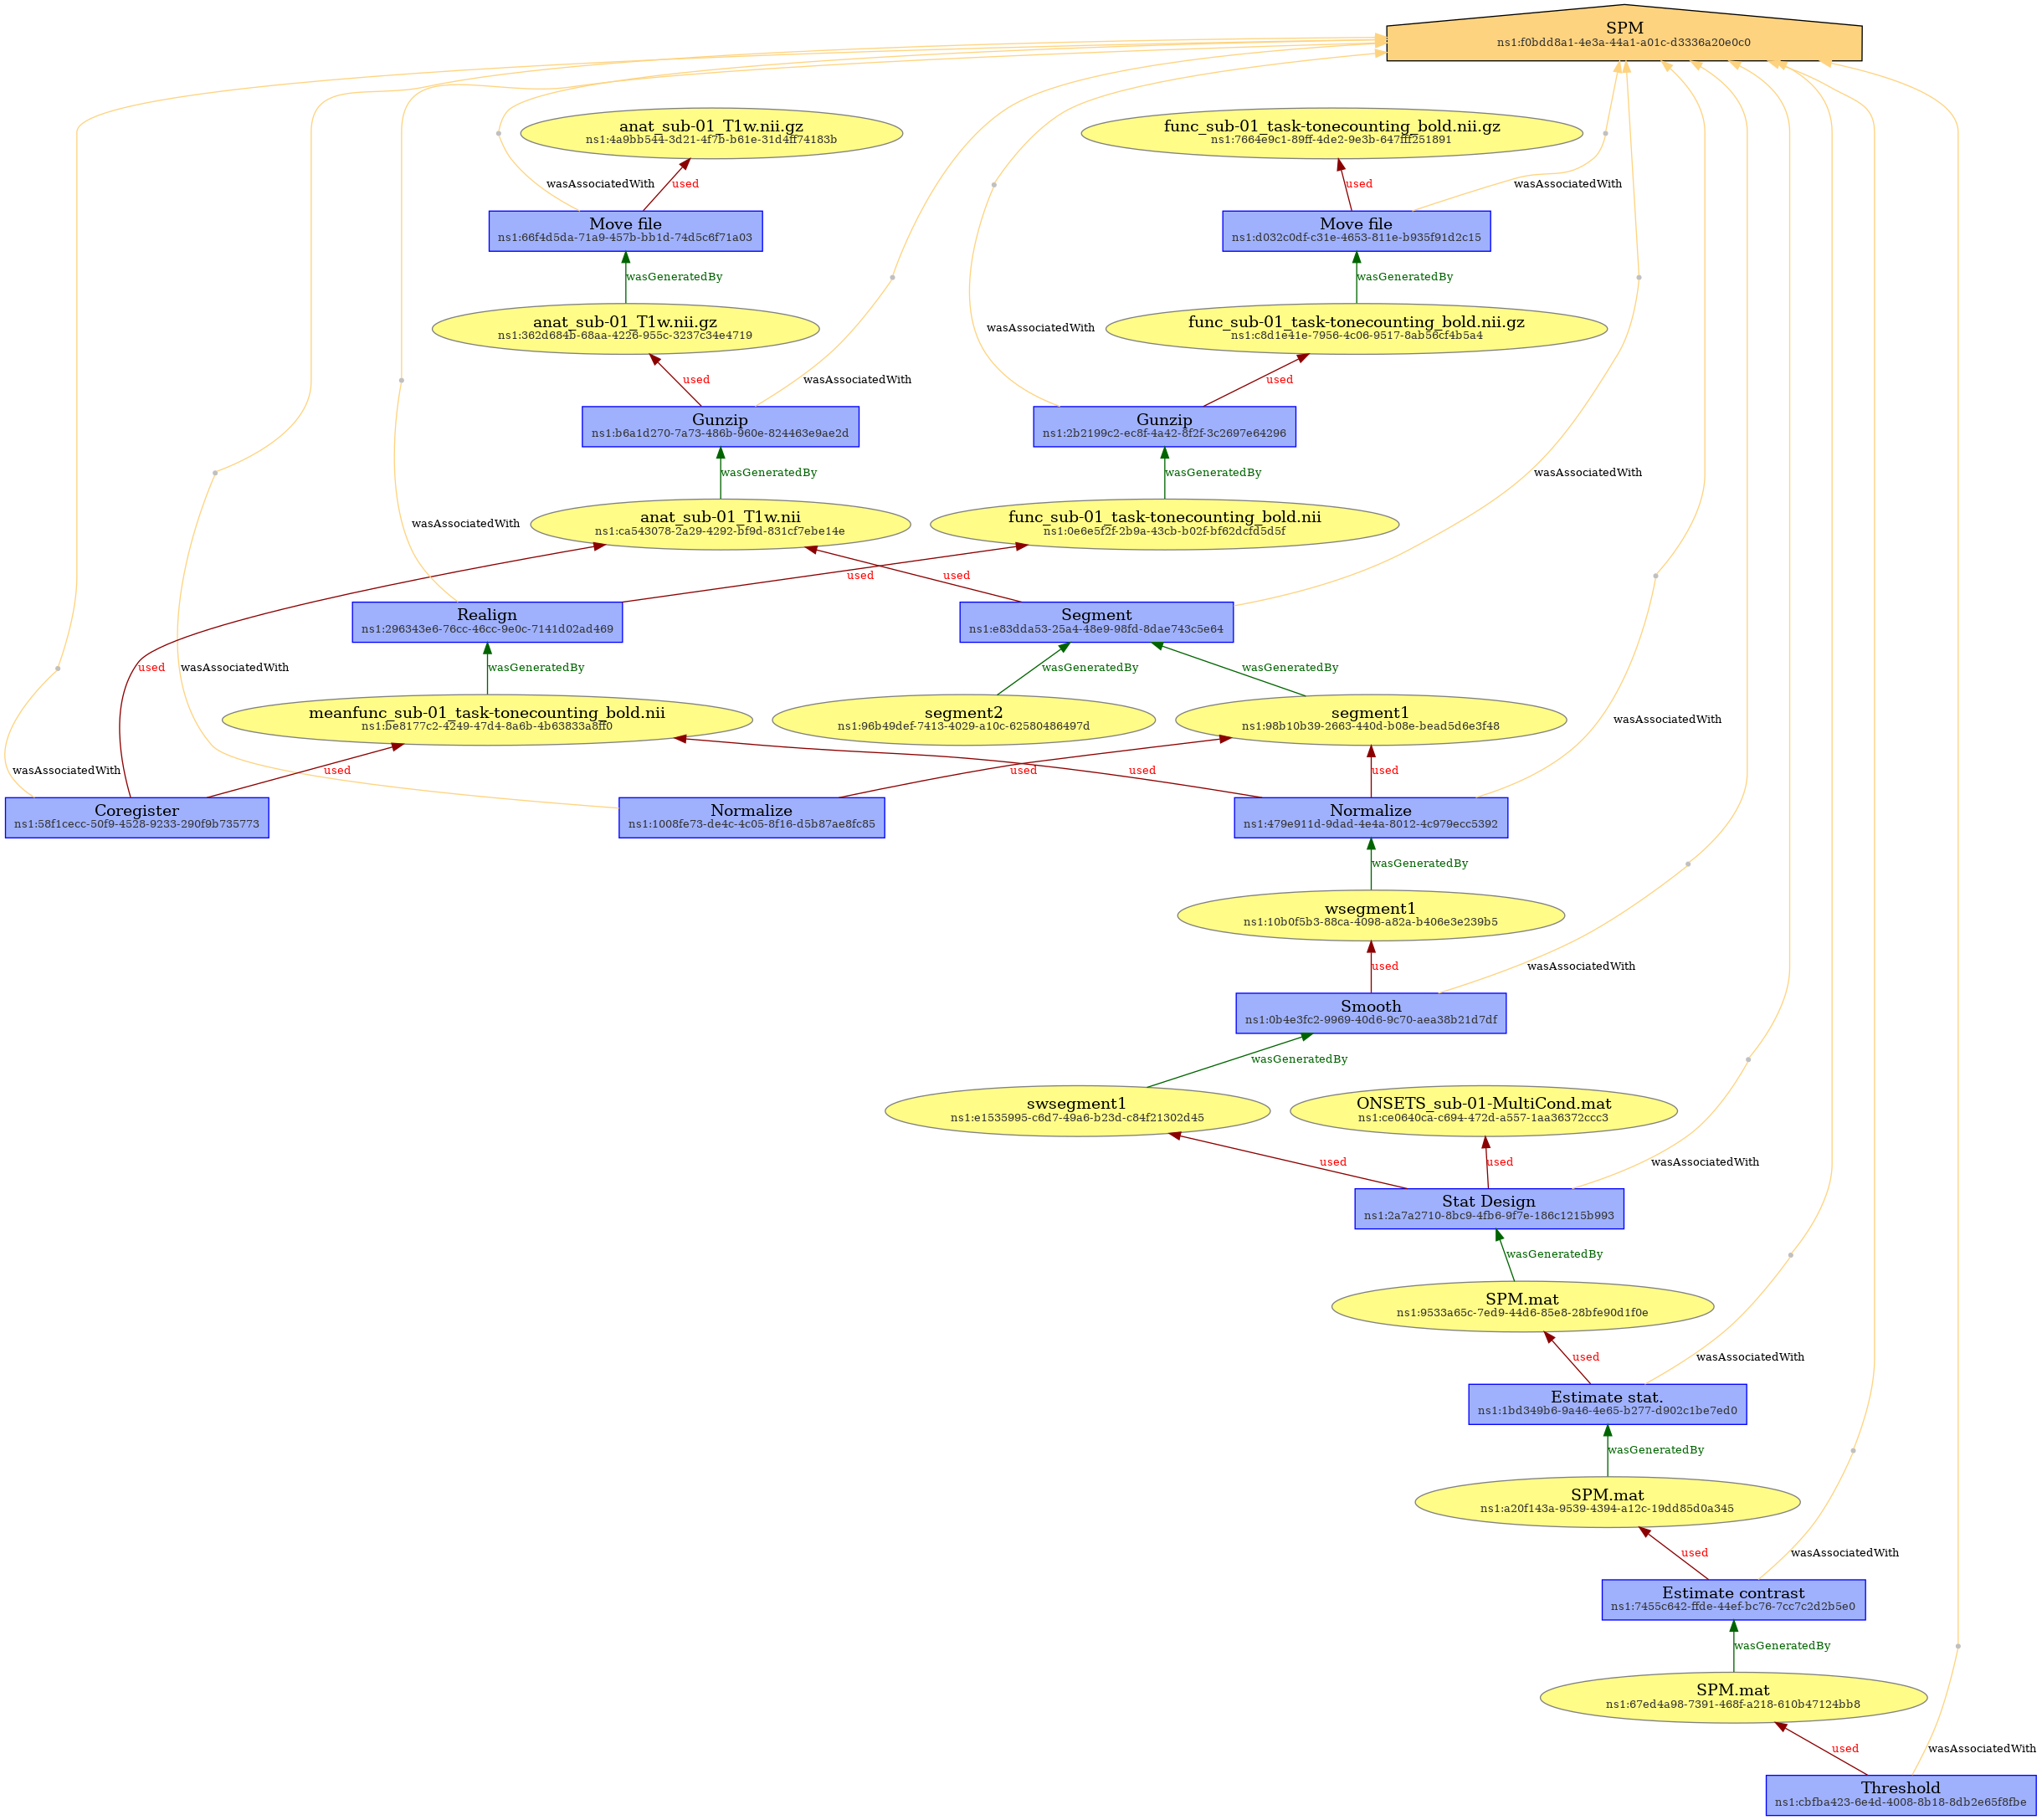 SPM
ns1:f0bdd8a1-4e3a-44a1-a01c-d3336a20e0c0
anat_sub-01_T1w.nii.gz
ns1:4a9bb544-3d21-4f7b-b61e-31d4ff74183b
func_sub-01_task-tonecounting_bold.nii.gz
ns1:7664e9c1-89ff-4de2-9e3b-647fff251891
wasAssociatedWith
used
used
wasAssociatedWith
Move file
ns1:66f4d5da-71a9-457b-bb1d-74d5c6f71a03
Move file
ns1:d032c0df-c31e-4653-811e-b935f91d2c15
wasGeneratedBy
wasGeneratedBy
anat_sub-01_T1w.nii.gz
ns1:362d684b-68aa-4226-955c-3237c34e4719
wasAssociatedWith
func_sub-01_task-tonecounting_bold.nii.gz
ns1:c8d1e41e-7956-4c06-9517-8ab56cf4b5a4
used
wasAssociatedWith
used
Gunzip
ns1:b6a1d270-7a73-486b-960e-824463e9ae2d
Gunzip
ns1:2b2199c2-ec8f-4a42-8f2f-3c2697e64296
wasGeneratedBy
wasGeneratedBy
wasAssociatedWith
wasAssociatedWith
anat_sub-01_T1w.nii
ns1:ca543078-2a29-4292-bf9d-831cf7ebe14e
func_sub-01_task-tonecounting_bold.nii
ns1:0e6e5f2f-2b9a-43cb-b02f-bf62dcfd5d5f
used
used
Realign
ns1:296343e6-76cc-46cc-9e0c-7141d02ad469
Segment
ns1:e83dda53-25a4-48e9-98fd-8dae743c5e64
used
wasAssociatedWith
wasGeneratedBy
wasGeneratedBy
wasGeneratedBy
meanfunc_sub-01_task-tonecounting_bold.nii
ns1:be8177c2-4249-47d4-8a6b-4b63833a8ff0
segment2
ns1:96b49def-7413-4029-a10c-62580486497d
segment1
ns1:98b10b39-2663-440d-b08e-bead5d6e3f48
wasAssociatedWith
wasAssociatedWith
used
used
used
used
Coregister
ns1:58f1cecc-50f9-4528-9233-290f9b735773
Normalize
ns1:1008fe73-de4c-4c05-8f16-d5b87ae8fc85
Normalize
ns1:479e911d-9dad-4e4a-8012-4c979ecc5392
wasGeneratedBy
wsegment1
ns1:10b0f5b3-88ca-4098-a82a-b406e3e239b5
used
wasAssociatedWith
Smooth
ns1:0b4e3fc2-9969-40d6-9c70-aea38b21d7df
wasGeneratedBy
swsegment1
ns1:e1535995-c6d7-49a6-b23d-c84f21302d45
ONSETS_sub-01-MultiCond.mat
ns1:ce0640ca-c694-472d-a557-1aa36372ccc3
used
used
wasAssociatedWith
Stat Design
ns1:2a7a2710-8bc9-4fb6-9f7e-186c1215b993
wasGeneratedBy
SPM.mat
ns1:9533a65c-7ed9-44d6-85e8-28bfe90d1f0e
used
wasAssociatedWith
Estimate stat.
ns1:1bd349b6-9a46-4e65-b277-d902c1be7ed0
wasGeneratedBy
SPM.mat
ns1:a20f143a-9539-4394-a12c-19dd85d0a345
used
wasAssociatedWith
Estimate contrast
ns1:7455c642-ffde-44ef-bc76-7cc7c2d2b5e0
wasGeneratedBy
SPM.mat
ns1:67ed4a98-7391-468f-a218-610b47124bb8
used
wasAssociatedWith
Threshold
ns1:cbfba423-6e4d-4008-8b18-8db2e65f8fbe